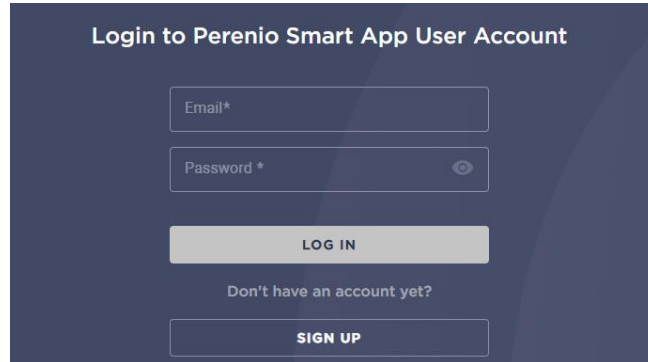 Login to Perenio Smart App User Account
Email*
Password *
LOG IN
Don't have an account yet?
SIGN UP